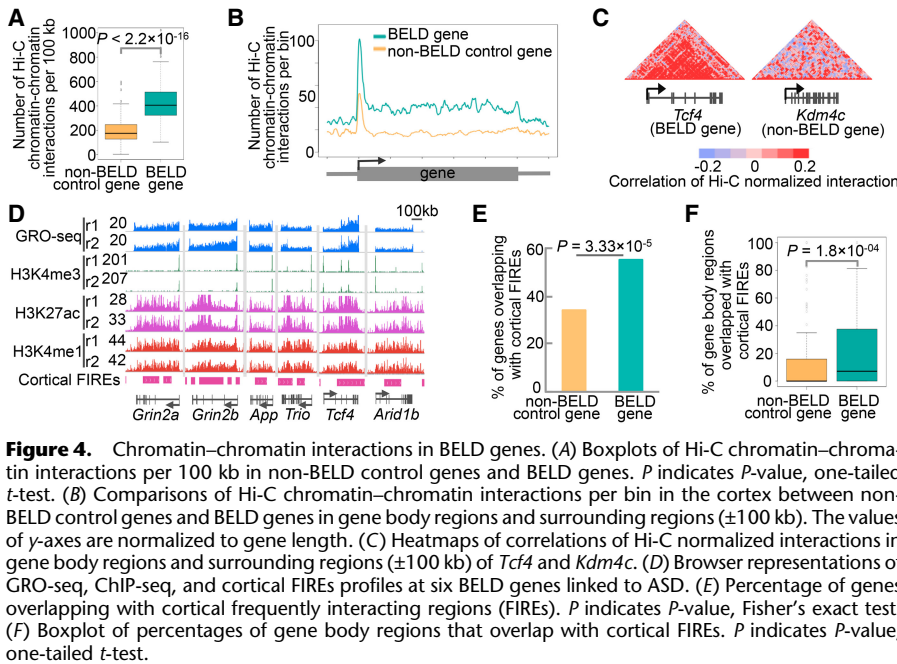 A
Number of Hi-C
chromatin-chromatin
interactions per 100 kb
1000
800
600
400
200
0
P < 2.2×10-16
non-BELD
control gene
BELD
gene
B
Number of Hi-C
chromatin-chromatin
interactions per bin
100
50
0
BELD gene
non-BELD control gene
gene
C
Tcf4
(BELD gene)
Kdm4c
(non-BELD gene)
-0.2 0 0.2
Correlation of Hi-C normalized interaction
D
100kb
GRO-seq
r1 20
r2 20
H3K4me3
r1 201
r2 207
H3K27ac
r1 28
r2 33
H3K4me1
r1 44
r2 42
Cortical FIREs
Grin2a Grin2b App Trio Tcf4 Arid1b
E
% of genes overlapping
with cortical FIREs
60
40
20
0
P = 3.33×10-5
non-BELD
control gene
BELD
gene
F
% of gene body regions
overlapped with
cortical FIREs
100
80
60
40
20
0
P = 1.8×10-04
non-BELD
control gene
BELD
gene
Figure 4. Chromatin–chromatin interactions in BELD genes. (A) Boxplots of Hi-C chromatin–chroma-
tin interactions per 100 kb in non-BELD control genes and BELD genes. P indicates P-value, one-tailed
t-test. (B) Comparisons of Hi-C chromatin–chromatin interactions per bin in the cortex between non-
BELD control genes and BELD genes in gene body regions and surrounding regions (±100 kb). The values
of y-axes are normalized to gene length. (C) Heatmaps of correlations of Hi-C normalized interactions in
gene body regions and surrounding regions (±100 kb) of Tcf4 and Kdm4c. (D) Browser representations of
GRO-seq, ChIP-seq, and cortical FIREs profiles at six BELD genes linked to ASD. (E) Percentage of genes
overlapping with cortical frequently interacting regions (FIREs). P indicates P-value, Fisher's exact test.
(F) Boxplot of percentages of gene body regions that overlap with cortical FIREs. P indicates P-value,
one-tailed t-test.